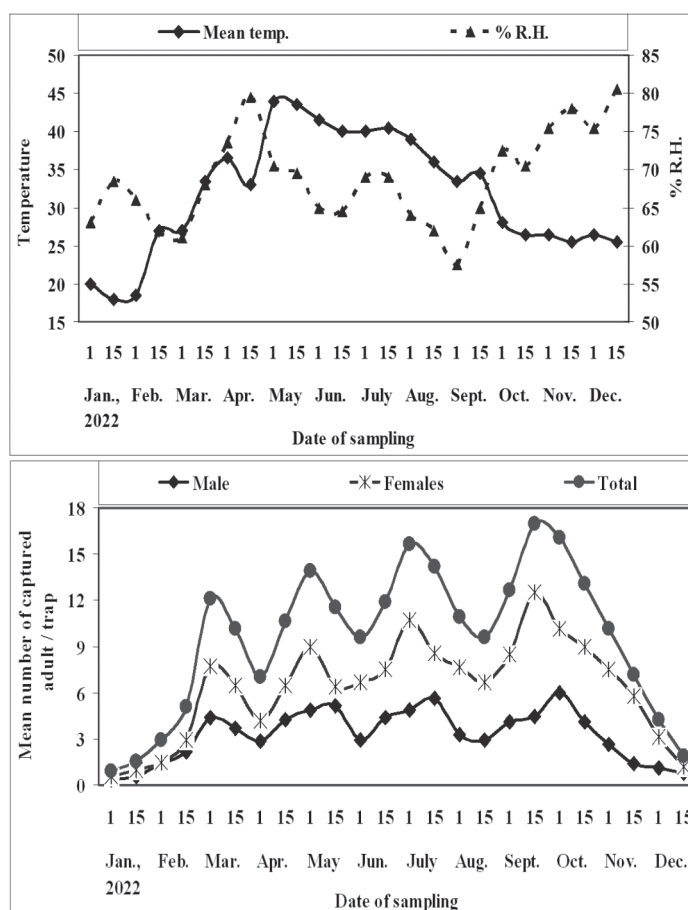 Mean temp.
% R.H.
50
45
40
35
30
25
20
15
Temperature
85
80
75
70
65
60
55
50
% R.H.
1 15 1 15 1 15 1 15 1 15 1 15 1 15 1 15 1 15 1 15 1 15 1 15
Jan., Feb. Mar. Apr. May Jun. July Aug. Sept. Oct. Nov. Dec.
2022
Date of sampling
Male
Females
Total
18
15
12
9
6
3
0
Mean number of captured
adult / trap
1 15 1 15 1 15 1 15 1 15 1 15 1 15 1 15 1 15 1 15 1 15 1 15
Jan., Feb. Mar. Apr. May Jun. July Aug. Sept. Oct. Nov. Dec.
2022
Date of sampling